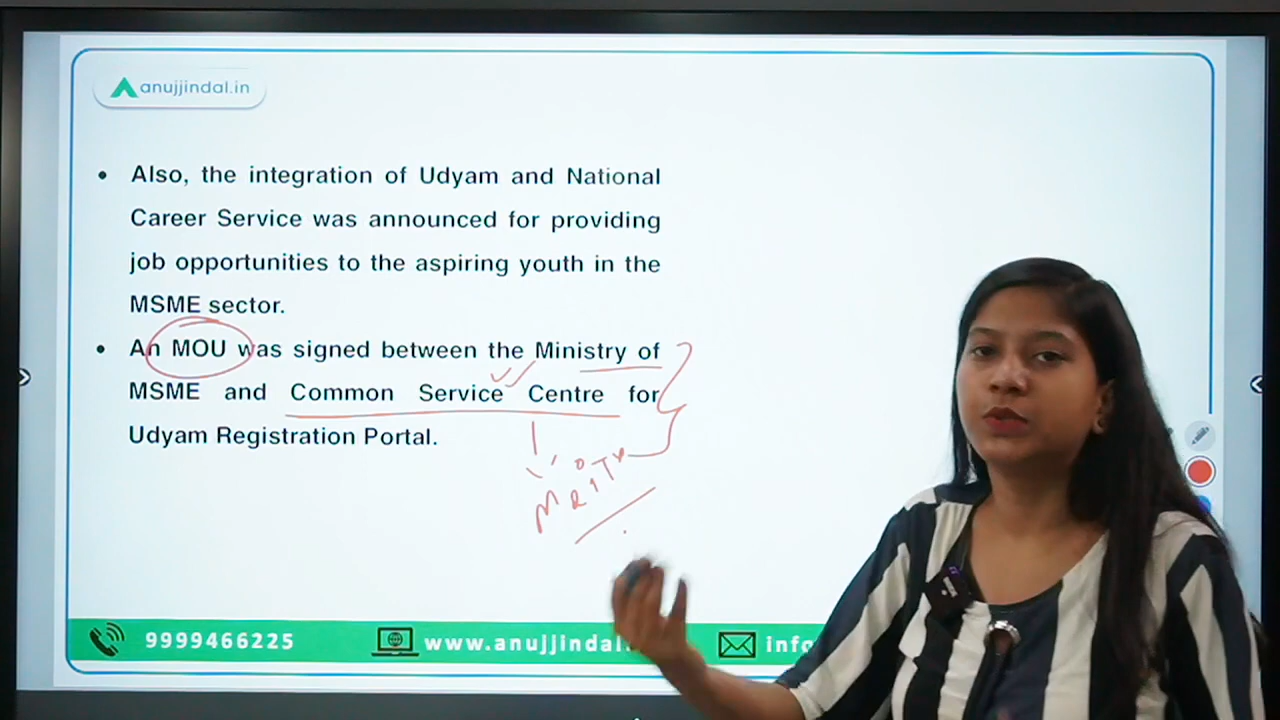 anujjindal.in
• Also, the integration of Udyam and National
Career Service was announced for providing
job opportunities to the aspiring youth in the
MSME sector.
• An MOU was signed between the Ministry of
MSME and Common Service Centre for
Udyam Registration Portal.
9999466225
www.anujjindal.
info